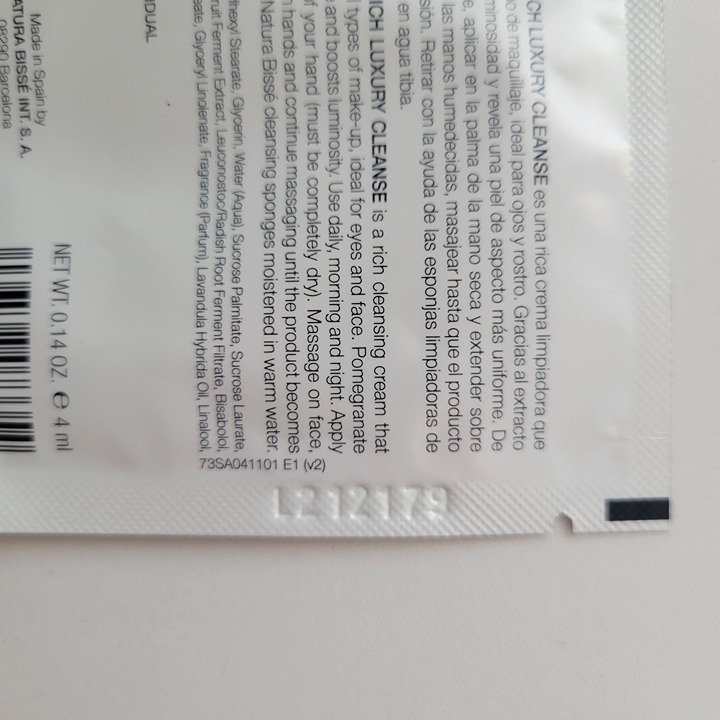 CH LUXURY CLEANSE es una rica crema limpiadora que
de maquillaje, ideal para ojos y rostro. Gracias al extracto
minosidad y revela una piel de aspecto más uniforme. De
aplicar en la palma de la mano seca y extender sobre
las manos humedecidas, masajear hasta que el producto
sión. Retirar con la ayuda de las esponjas limpiadoras de
en agua tibia.
ICH LUXURY CLEANSE is a rich cleansing cream that
l types of make-up, ideal for eyes and face. Pomegranate
and boosts luminosity. Use daily, morning and night. Apply
of your hand (must be completely dry). Massage on face,
hands and continue massaging until the product becomes
Natura Bissé cleansing sponges moistened in warm water.
thexyl Stearate, Glycerin, Water (Aqua), Sucrose Palmitate, Sucrose Laurate,
ruit Ferment Extract, Leuconostoc/Radish Root Ferment Filtrate, Bisabolol,
eate, Glyceryl Linolenate, Fragrance (Parfum), Lavandula Hybrida Oil, Linalool,
73SA041101 E1 (v2)
IDUAL
NET WT. 0.14 OZ. ℮ 4 ml
Made in Spain by
ATURA BISSÉ INT. S. A.
08290 Barcelona
L212179